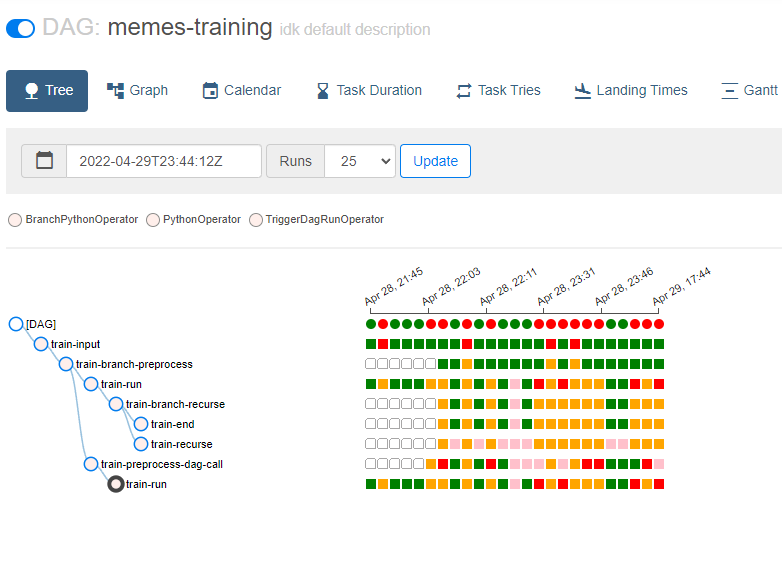 DAG: memes-training idk default description
Tree Graph Calendar Task Duration Task Tries Landing Times Gantt
2022-04-29T23:44:12Z Runs 25 Update
BranchPythonOperator PythonOperator TriggerDagRunOperator
Apr 28, 21:45 Apr 28, 22:03 Apr 28, 22:11 Apr 28, 23:31 Apr 28, 23:46 Apr 29, 17:44
[DAG]
train-input
train-branch-preprocess
train-run
train-branch-recurse
train-end
train-recurse
train-preprocess-dag-call
train-run